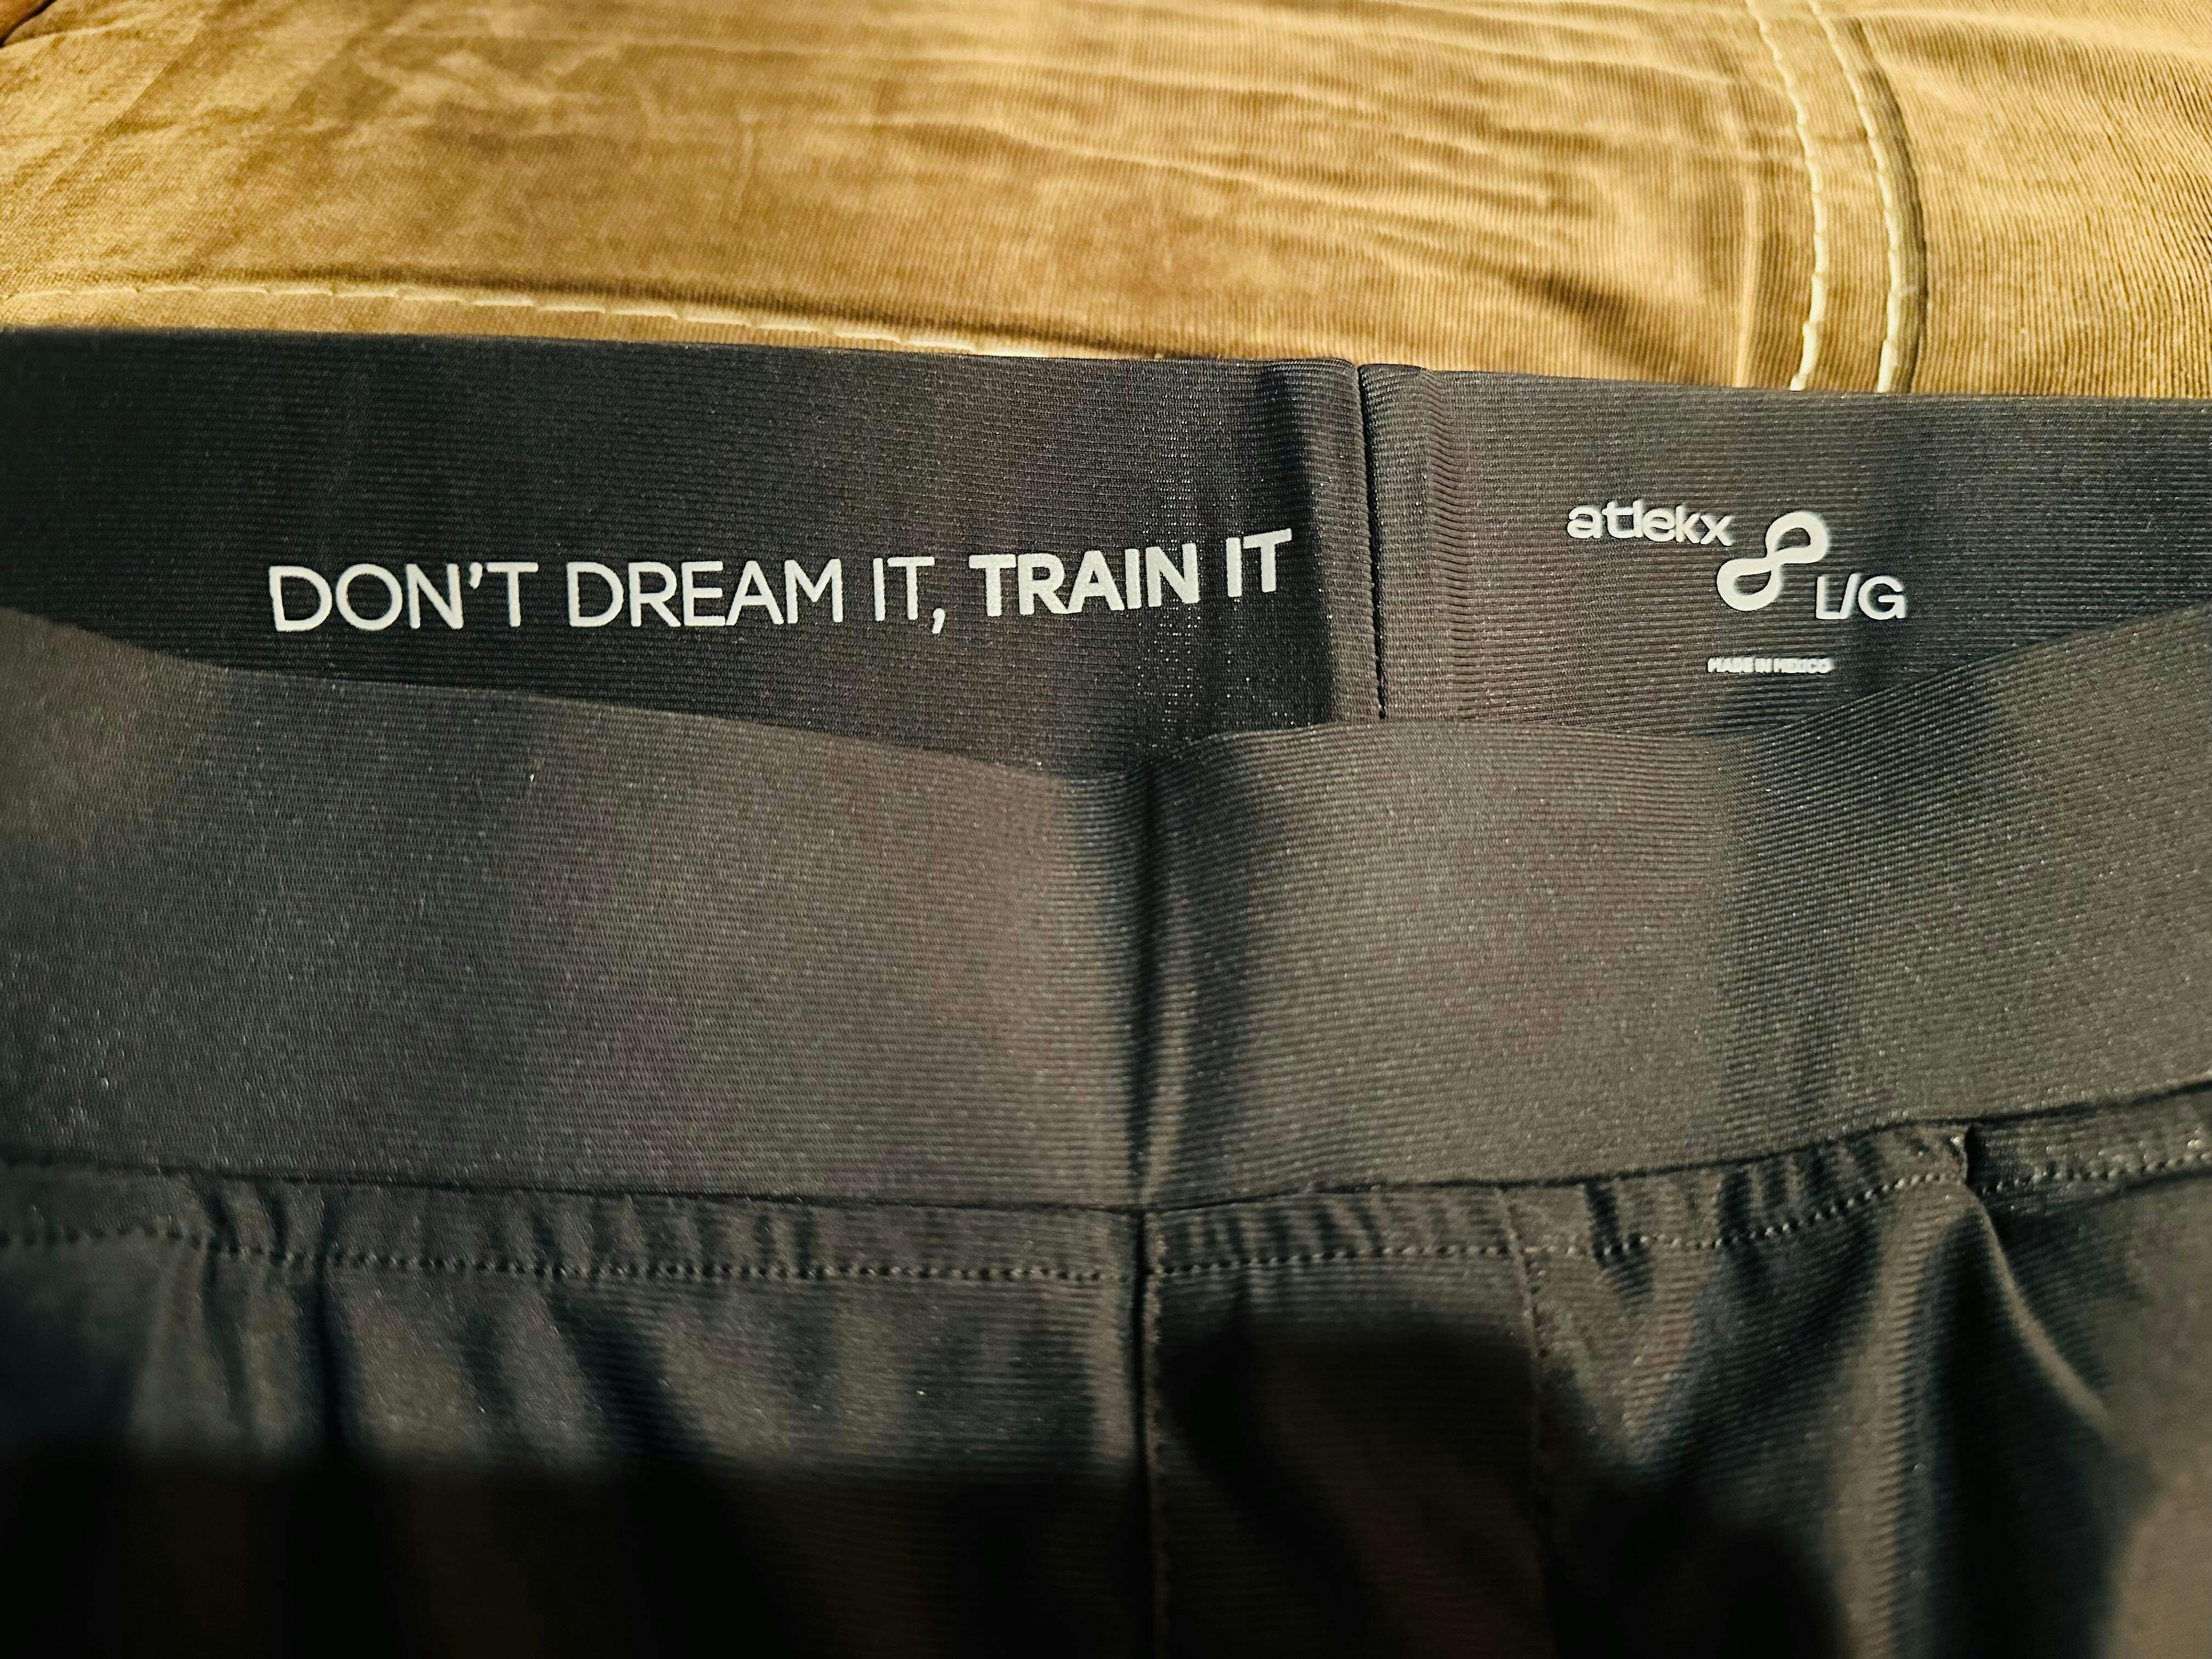 DON'T DREAM IT, TRAIN IT
atlekx
L/G
MADE IN MEXICO